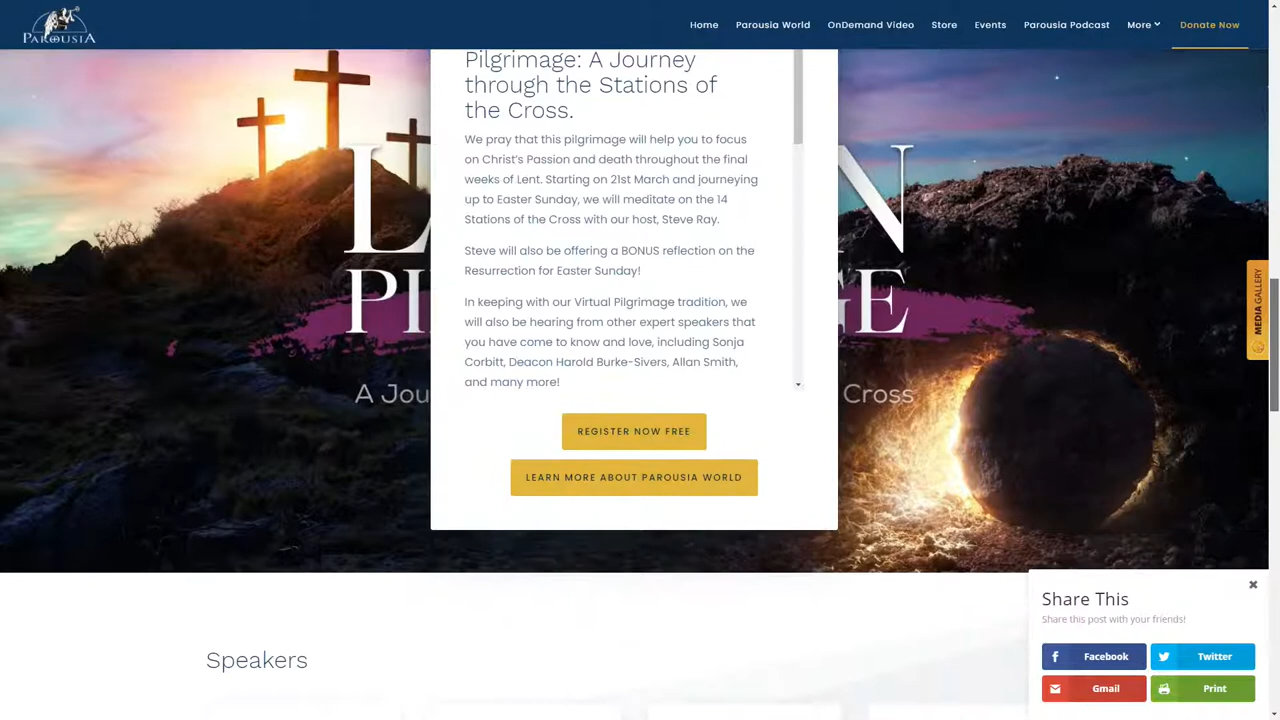 PAROUSIA
Home Parousia World OnDemand Video Store Events Parousia Podcast More Donate Now
Pilgrimage: A Journey
through the Stations of
the Cross.
We pray that this pilgrimage will help you to focus
on Christ's Passion and death throughout the final
weeks of Lent. Starting on 21st March and journeying
up to Easter Sunday, we will meditate on the 14
Stations of the Cross with our host, Steve Ray.
Steve will also be offering a BONUS reflection on the
Resurrection for Easter Sunday!
In keeping with our Virtual Pilgrimage tradition, we
will also be hearing from other expert speakers that
you have come to know and love, including Sonja
Corbitt, Deacon Harold Burke-Sivers, Allan Smith,
and many more!
L N
PI GE
A Jou Cross
REGISTER NOW FREE
LEARN MORE ABOUT PAROUSIA WORLD
MEDIA GALLERY
Speakers
Share This
Share this post with your friends!
Facebook Twitter
Gmail Print